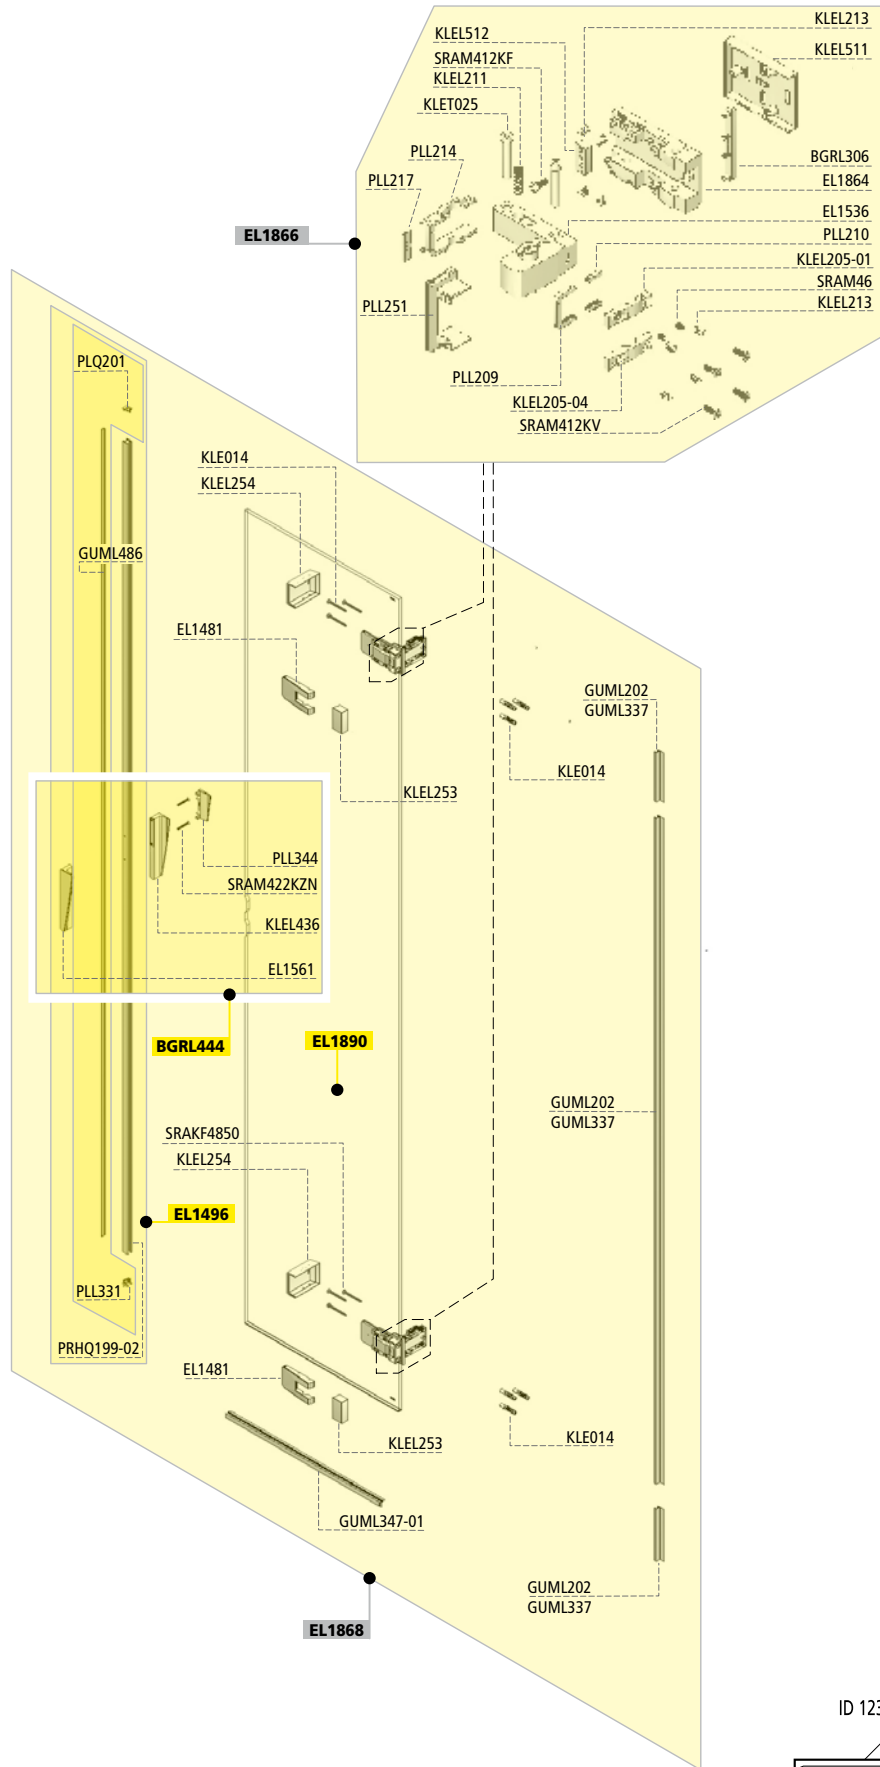 KLEL213
KLEL512
KLEL511
SRAM412KF
KLEL211
KLET025
PLL214
BGRL306
PLL217
EL1864
EL1536
EL1866
PLL210
KLEL205-01
SRAM46
PLL251
KLEL213
PLQ201
PLL209
KLEL205-04
SRAM412KV
KLE014
KLEL254
GUML486
EL1481
GUML202
GUML337
KLE014
KLEL253
PLL344
SRAM422KZN
KLEL436
EL1561
BGRL444
EL1890
GUML202
GUML337
SRAKF4850
KLEL254
EL1496
PLL331
PRHQ199-02
EL1481
KLEL253
KLE014
GUML347-01
GUML202
GUML337
EL1868
ID 123